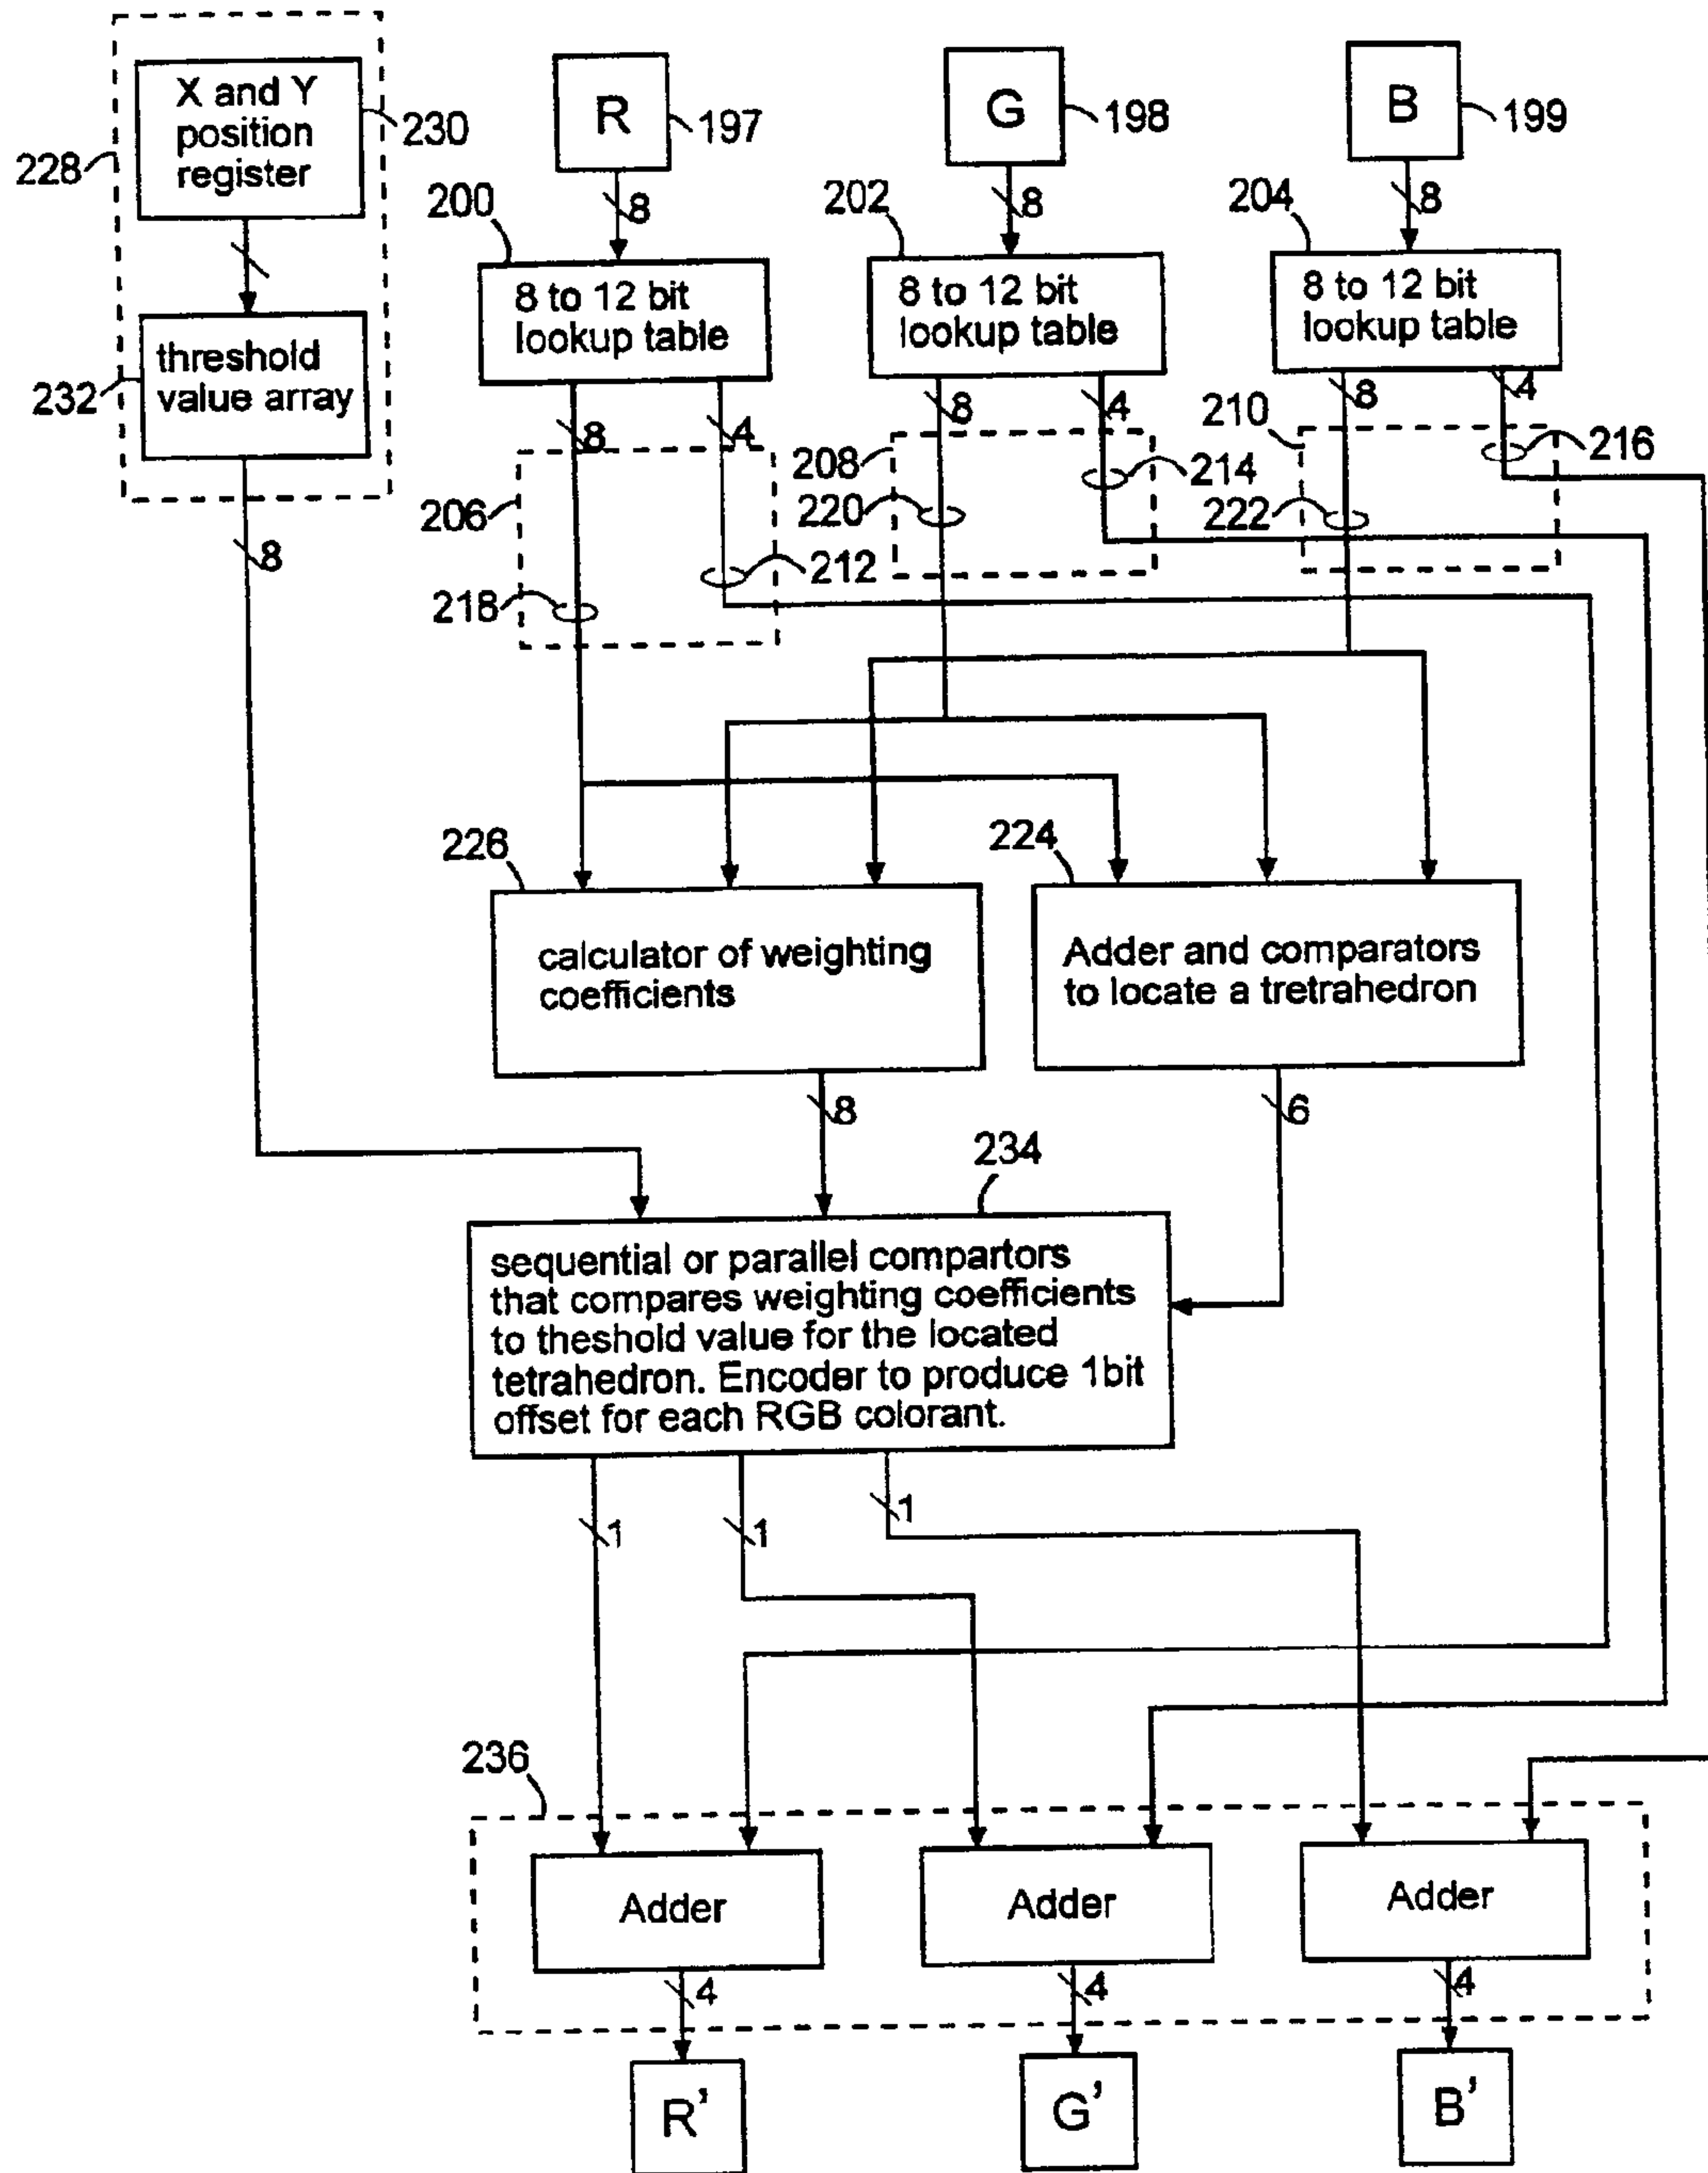 X and Y
position
register
230
228
R
197
G
198
B
199
8
8
8
200
202
204
8 to 12 bit
lookup table
8 to 12 bit
lookup table
8 to 12 bit
lookup table
threshold
value array
232
8
4
8
4
8
4
206
208
210
214
216
220
222
212
218
8
226
224
calculator of weighting
coefficients
Adder and comparators
to locate a tretrahedron
8
6
234
sequential or parallel compartors
that compares weighting coefficients
to theshold value for the located
tetrahedron. Encoder to produce 1bit
offset for each RGB colorant.
1
1
1
236
Adder
Adder
Adder
4
4
4
R'
G'
B'